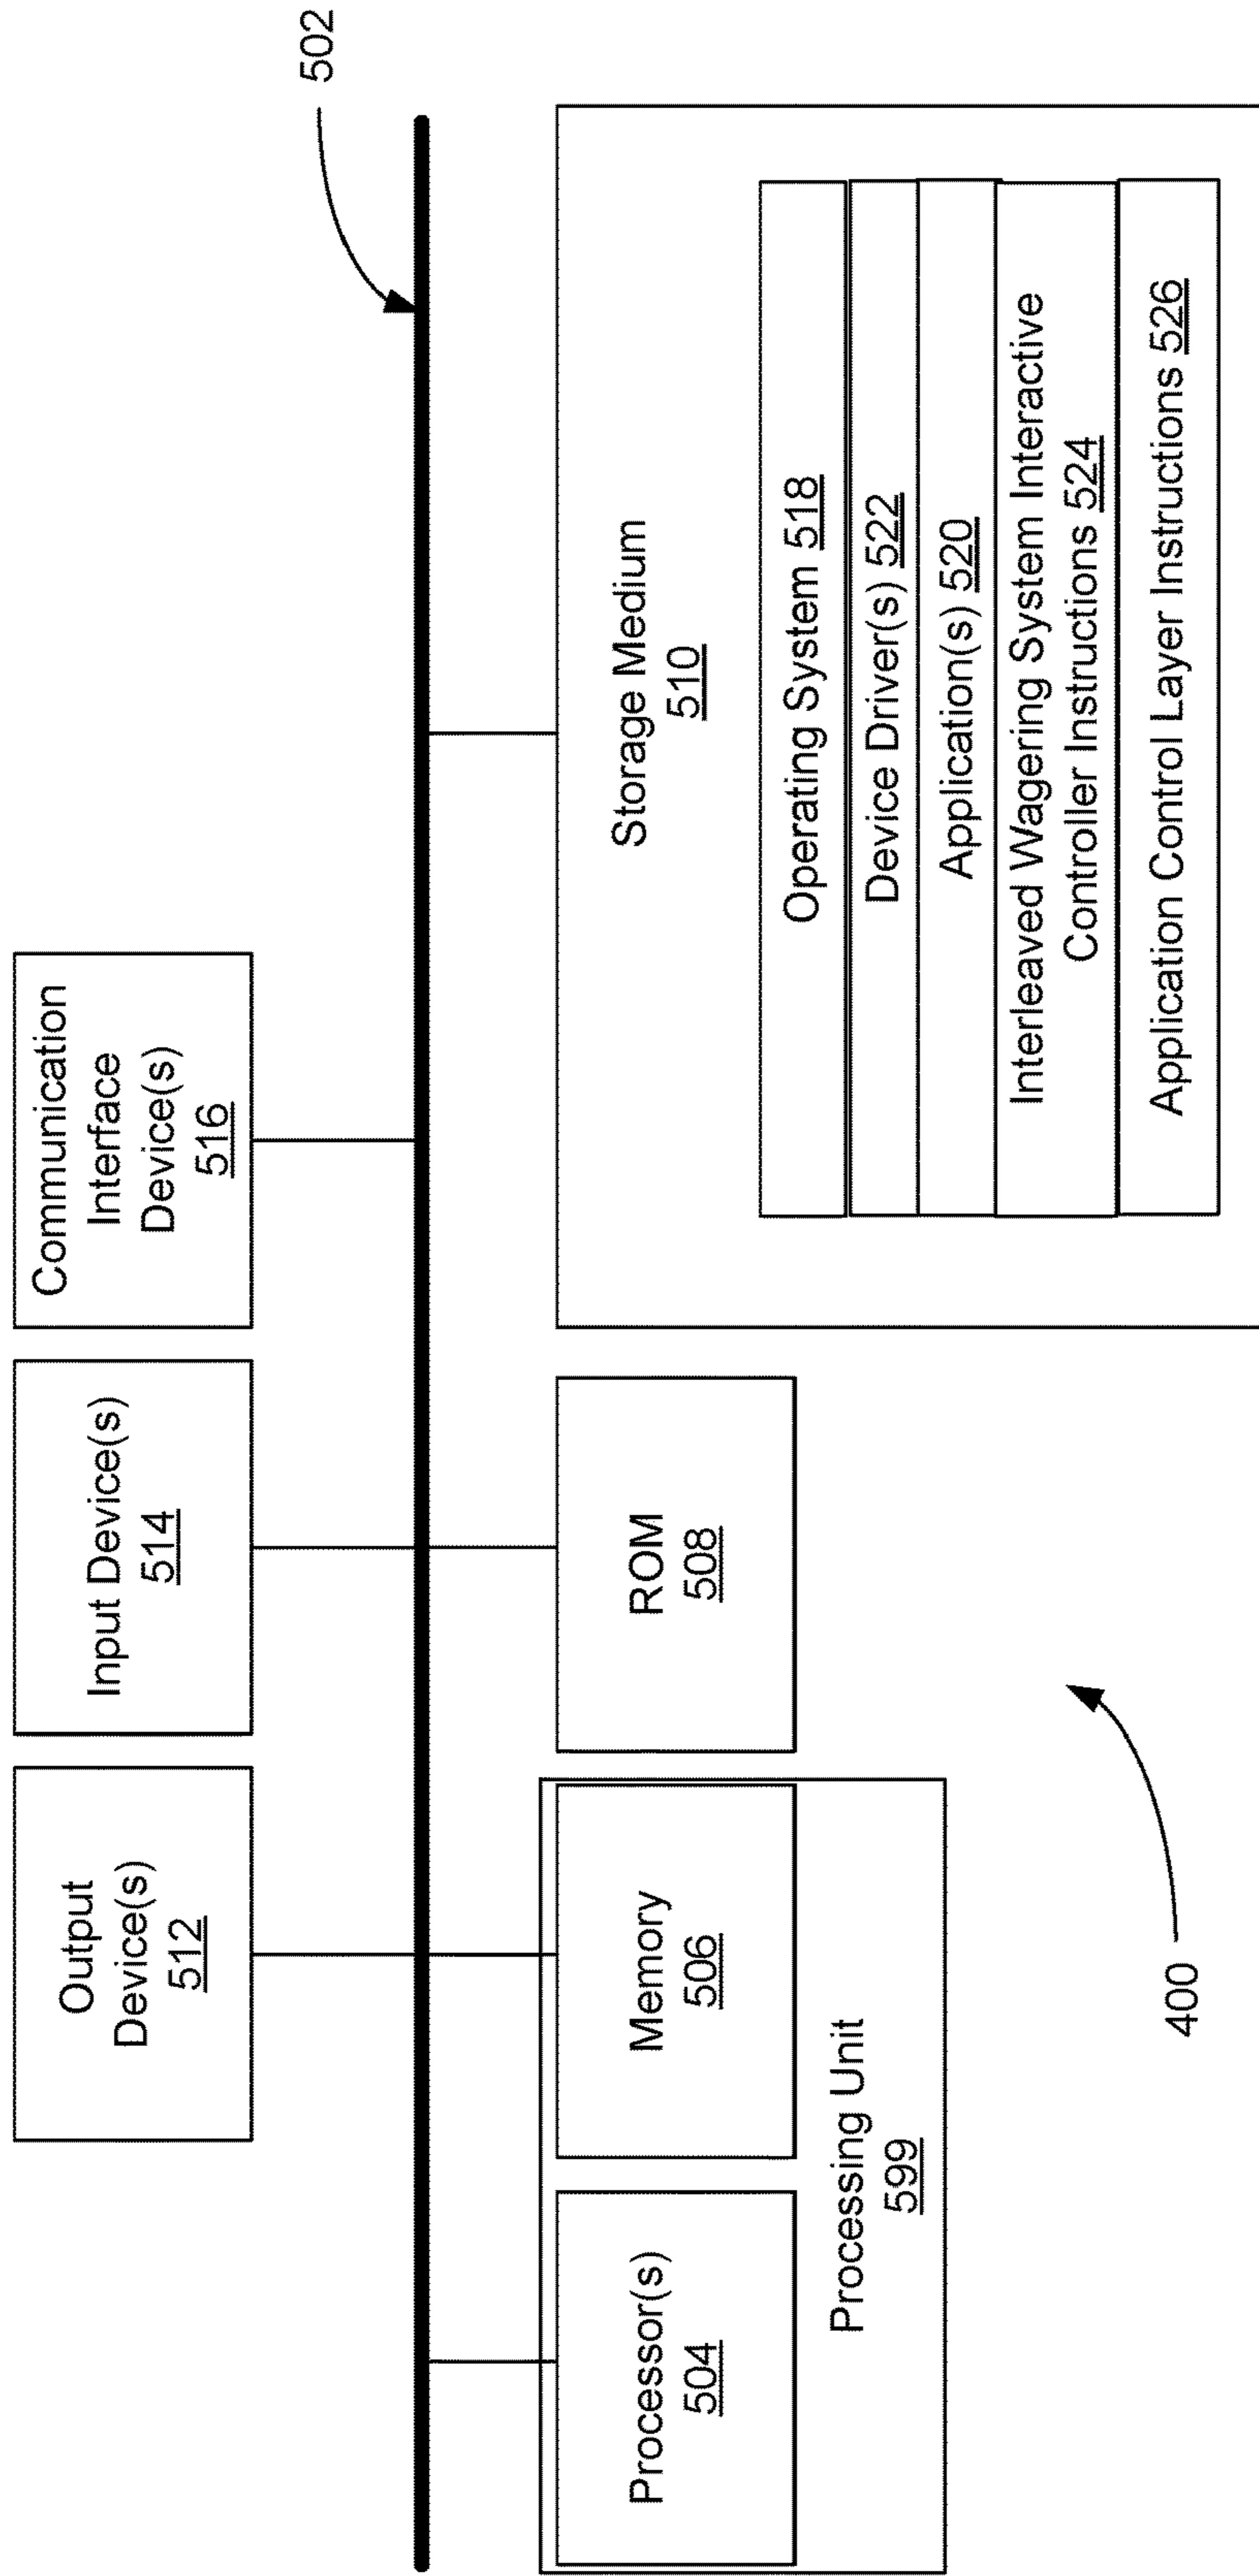 Output
Device(s)
512
Input Device(s)
514
Communication
Interface
Device(s)
516
502
Processor(s)
504
Memory
506
Processing Unit
599
ROM
508
Storage Medium
510
Operating System 518
Device Driver(s) 522
Application(s) 520
Interleaved Wagering System Interactive
Controller Instructions 524
Application Control Layer Instructions 526
400